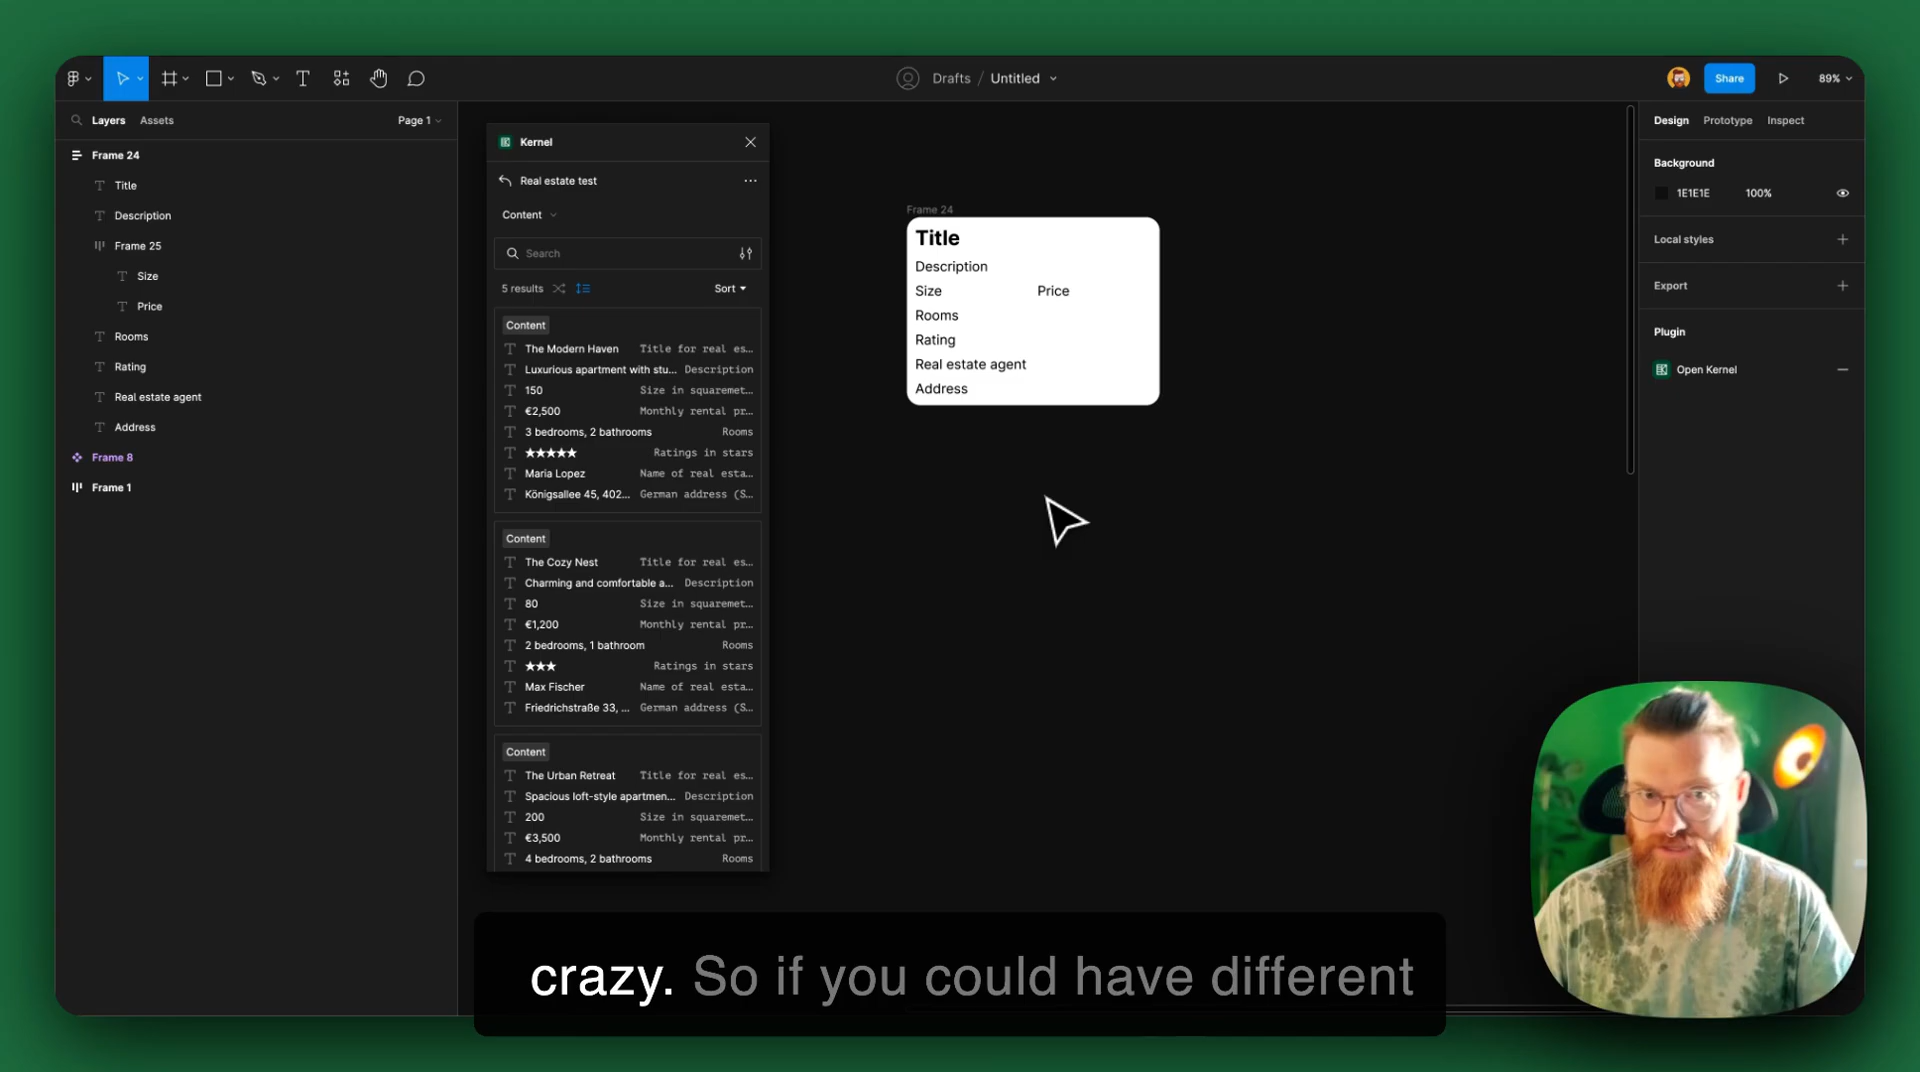 Drafts / Untitled
Share
89%
Layers
Assets
Page 1
Frame 24
Title
Description
Frame 25
Size
Price
Rooms
Rating
Real estate agent
Address
Frame 8
Frame 1
Kernel
Real estate test
Content
Search
5 results
Sort
Content
The Modern Haven Title for real es...
Luxurious apartment with stu... Description
150 Size in squaremet...
€2,500 Monthly rental pr...
3 bedrooms, 2 bathrooms Rooms
★★★★★ Ratings in stars
Maria Lopez Name of real esta...
Königsallee 45, 402... German address (S...
Content
The Cozy Nest Title for real es...
Charming and comfortable a... Description
80 Size in squaremet...
€1,200 Monthly rental pr...
2 bedrooms, 1 bathroom Rooms
★★★ Ratings in stars
Max Fischer Name of real esta...
Friedrichstraße 33, ... German address (S...
Content
The Urban Retreat Title for real es...
Spacious loft-style apartmen... Description
200 Size in squaremet...
€3,500 Monthly rental pr...
4 bedrooms, 2 bathrooms Rooms
Frame 24
Title
Description
Size Price
Rooms
Rating
Real estate agent
Address
Design
Prototype
Inspect
Background
1E1E1E 100%
Local styles
Export
Plugin
Open Kernel
crazy. So if you could have different